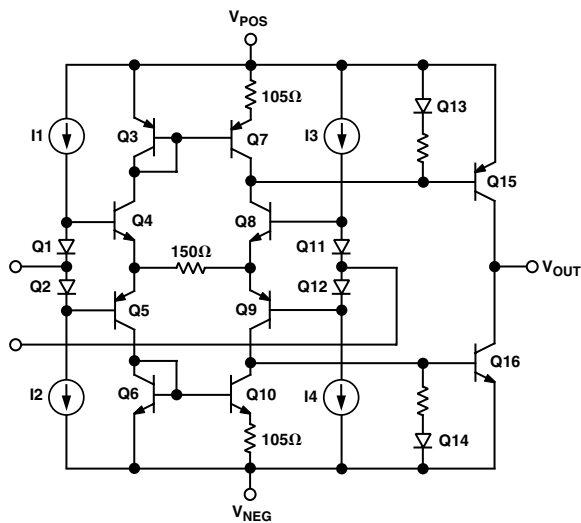 VPOS
105Ω
Q13
I1
Q3
Q7
I3
Q15
Q4
Q8
Q1
150Ω
Q11
VOUT
Q2
Q12
Q5
Q9
Q16
I2
Q6
Q10
I4
105Ω
Q14
VNEG